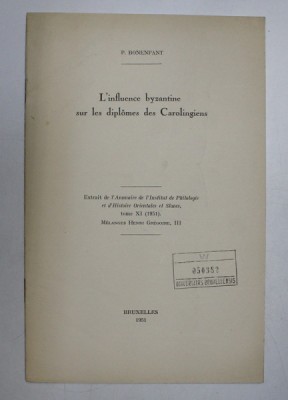 P. BONENFANT
L'influence byzantine
sur les diplômes des Carolingiens
Extrait de l'Annuaire de l'Institut de Philologie
et d'Histoire Orientales et Slaves,
tome XI (1951).
MÉLANGES HENRI GRÉGOIRE, III
BRUXELLES